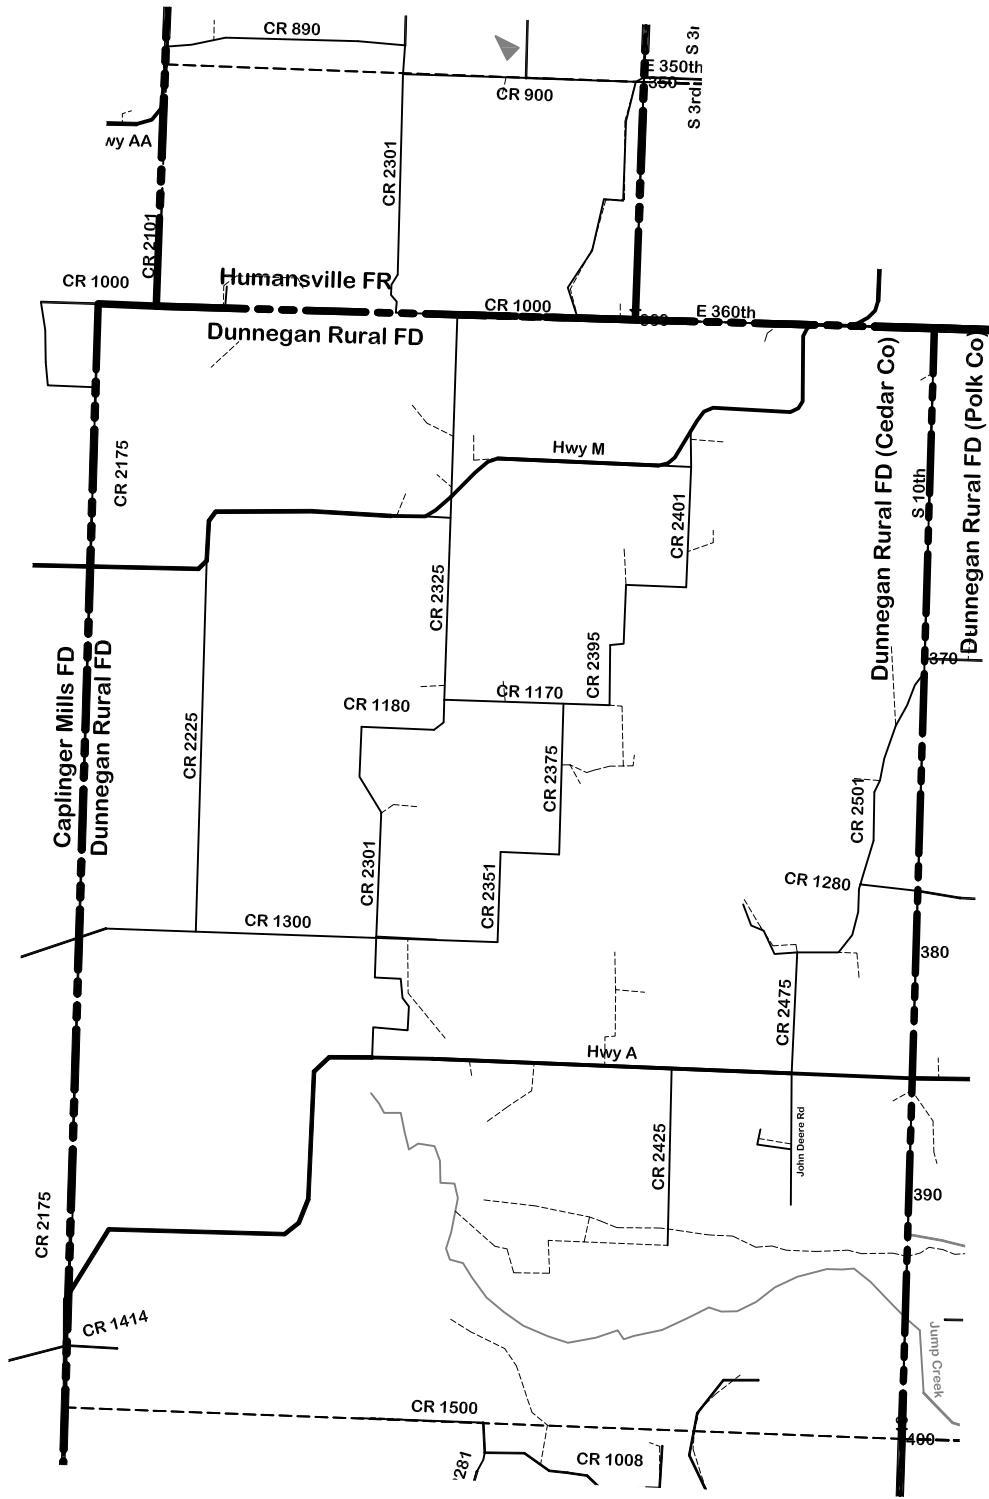 CR 890
S 3r
E 350th
350
CR 900
S 3rd
wy AA
CR 2301
CR 2101
CR 1000
Humansville FR
CR 1000
E 360th
Dunnegan Rural FD
Dunnegan Rural FD (Cedar Co)
Dunnegan Rural FD (Polk Co)
CR 2175
Hwy M
S 10th
CR 2401
CR 2325
CR 2395
370
Caplinger Mills FD
Dunnegan Rural FD
CR 1180
CR 1170
CR 2225
CR 2375
CR 2501
CR 2301
CR 2351
CR 1280
CR 1300
380
CR 2475
Hwy A
John Deere Rd
CR 2425
CR 2175
390
CR 1414
Jump Creek
CR 1500
400
281
CR 1008